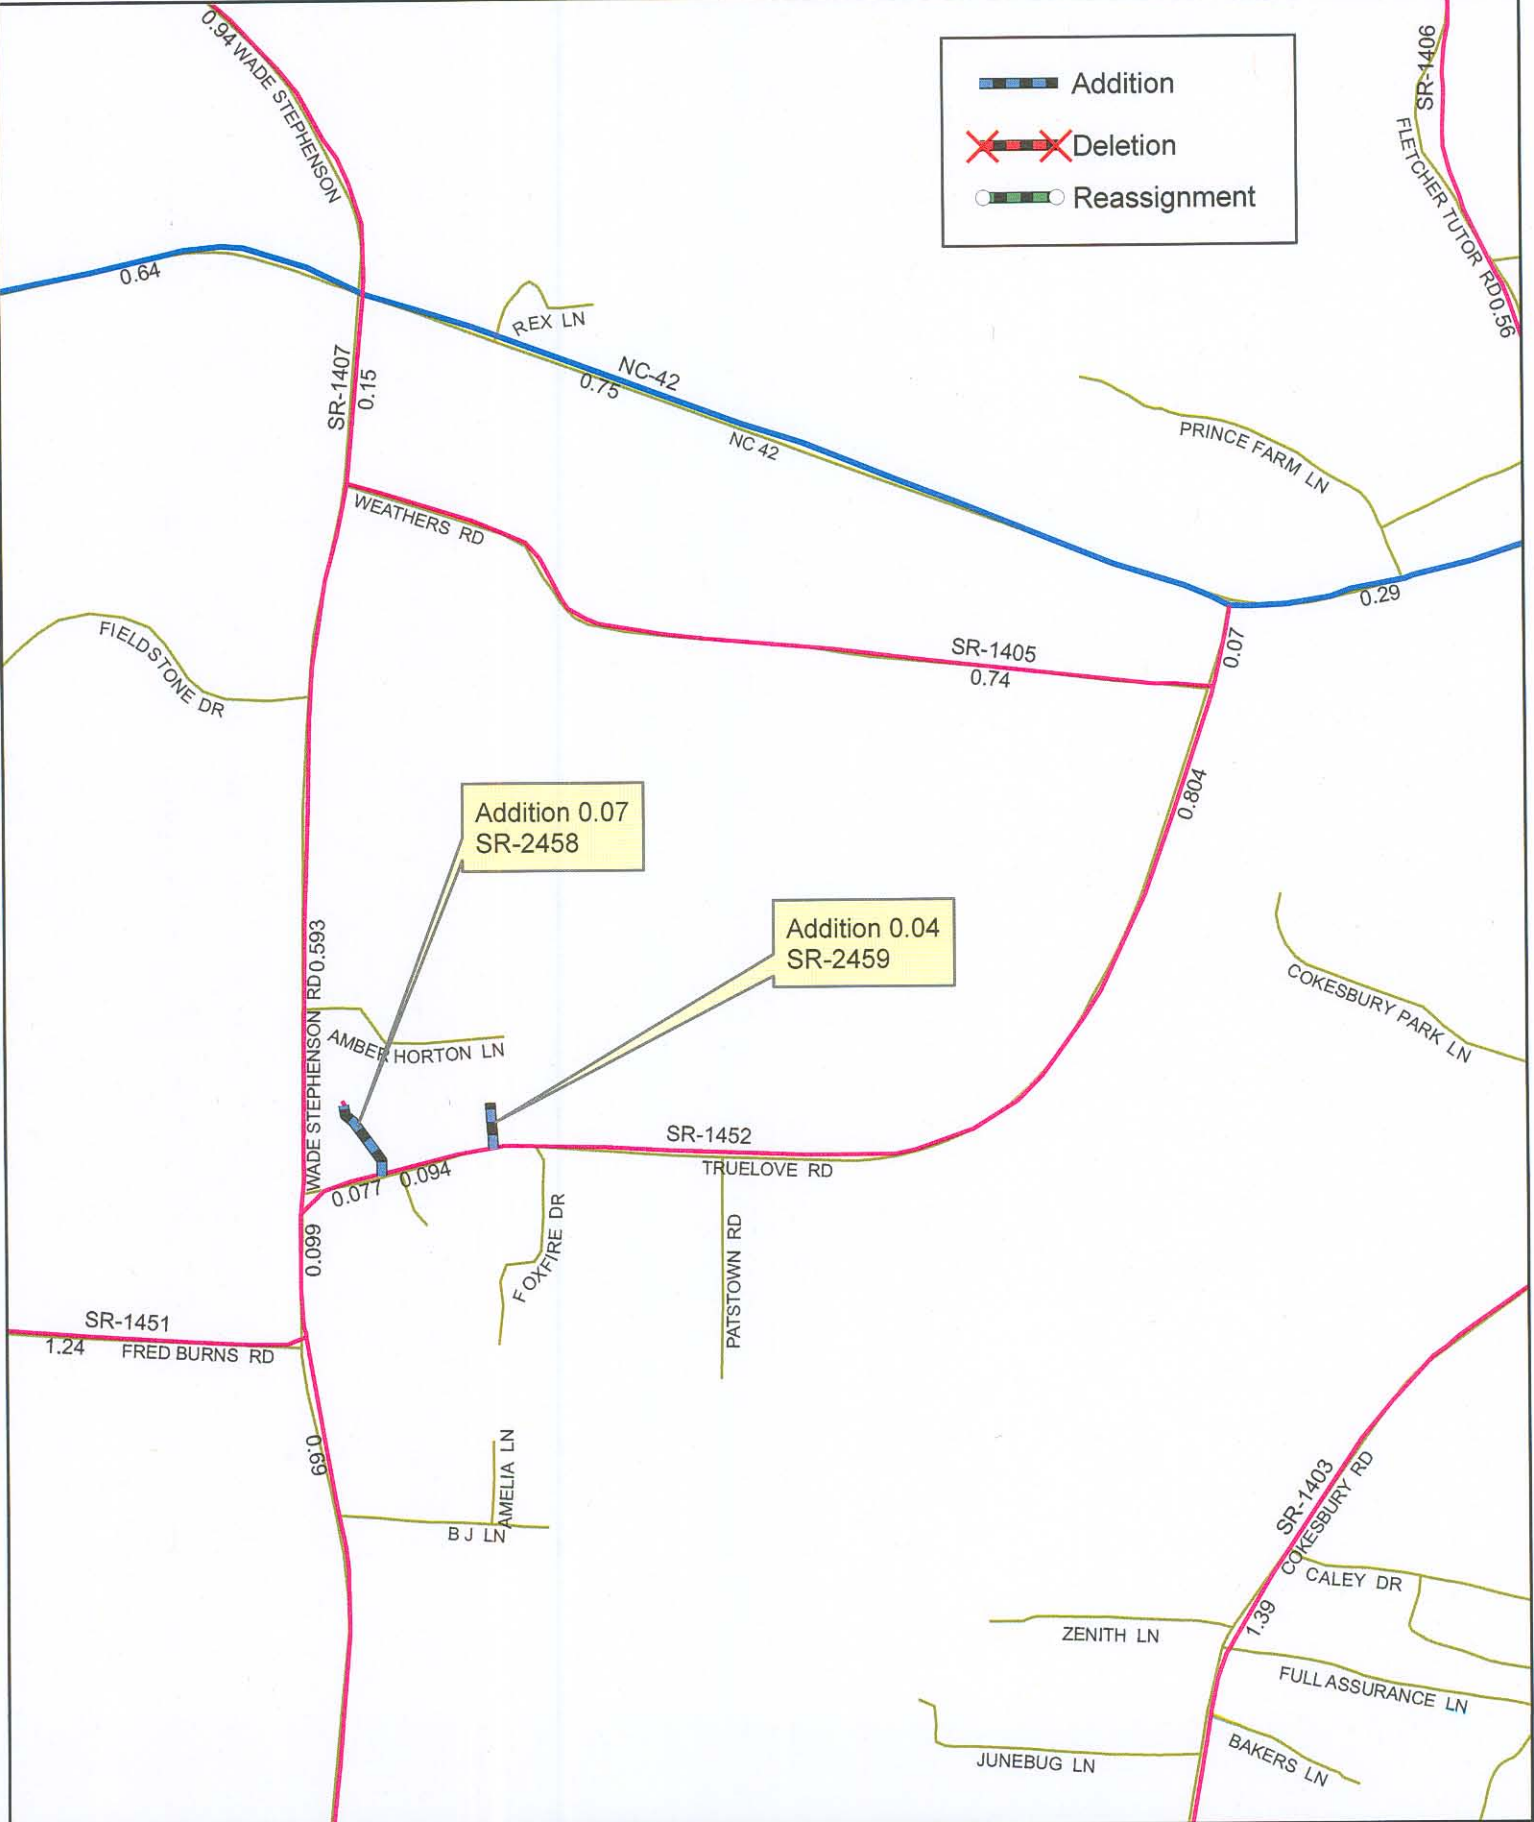 0.94 WADE STEPHENSON
Addition
Deletion
Reassignment
SR-1406
FLETCHER TUTOR RD 0.56
0.64
REX LN
NC-42
0.75
NC 42
SR-1407
0.15
PRINCE FARM LN
WEATHERS RD
0.29
FIELDSTONE DR
SR-1405
0.74
0.07
0.804
Addition 0.07
SR-2458
Addition 0.04
SR-2459
WADE STEPHENSON RD 0.593
AMBER HORTON LN
COKESBURY PARK LN
SR-1452
TRUELOVE RD
0.077
0.094
0.099
FOXFIRE DR
PATSTOWN RD
SR-1451
1.24
FRED BURNS RD
0.69
AMELIA LN
B J LN
SR-1403
COKESBURY RD
CALEY DR
1.39
ZENITH LN
FULL ASSURANCE LN
JUNEBUG LN
BAKERS LN